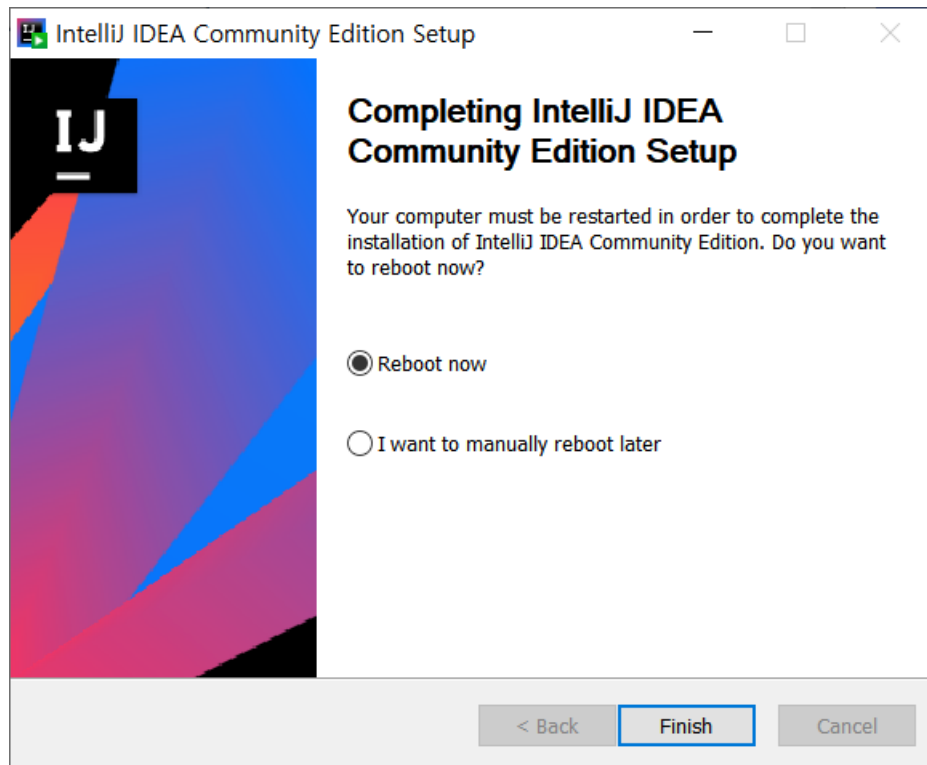 IntelliJ IDEA Community Edition Setup
IJ
Completing IntelliJ IDEA
Community Edition Setup
Your computer must be restarted in order to complete the
installation of IntelliJ IDEA Community Edition. Do you want
to reboot now?
Reboot now
I want to manually reboot later
< Back
Finish
Cancel